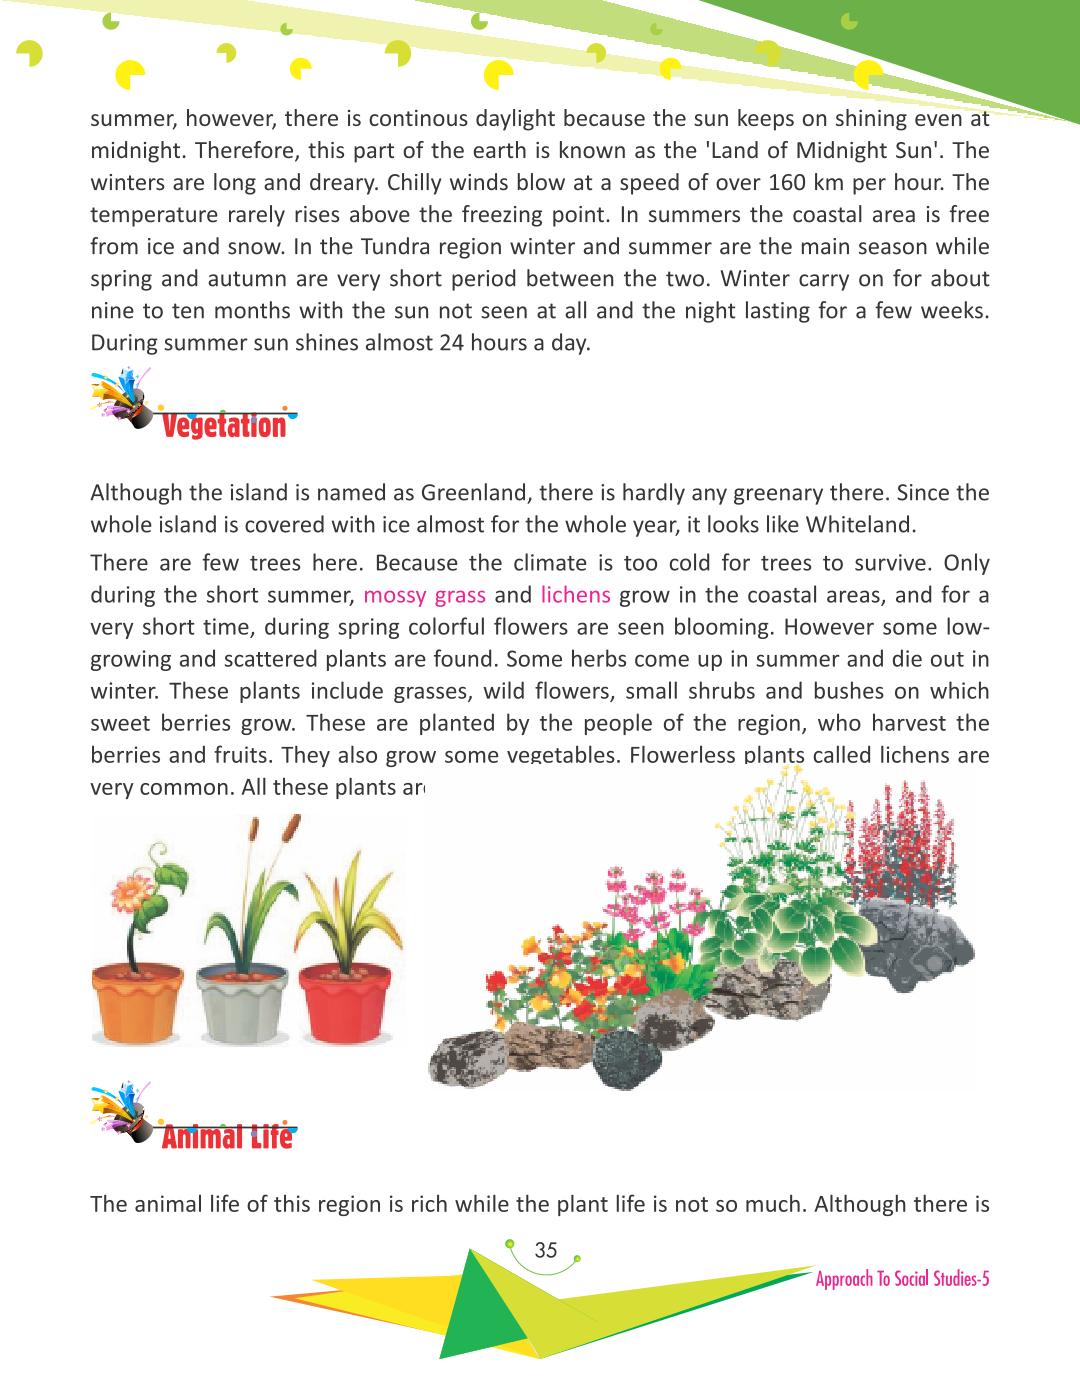 summer, however, there is continous daylight because the sun keeps on shining even at
midnight. Therefore, this part of the earth is known as the 'Land of Midnight Sun'. The
winters are long and dreary. Chilly winds blow at a speed of over 160 km per hour. The
temperature rarely rises above the freezing point. In summers the coastal area is free
from ice and snow. In the Tundra region winter and summer are the main season while
spring and autumn are very short period between the two. Winter carry on for about
nine to ten months with the sun not seen at all and the night lasting for a few weeks.
During summer sun shines almost 24 hours a day.
Vegetation
Although the island is named as Greenland, there is hardly any greenary there. Since the
whole island is covered with ice almost for the whole year, it looks like Whiteland.
There are few trees here. Because the climate is too cold for trees to survive. Only
during the short summer, mossy grass and lichens grow in the coastal areas, and for a
very short time, during spring colorful flowers are seen blooming. However some low-
growing and scattered plants are found. Some herbs come up in summer and die out in
winter. These plants include grasses, wild flowers, small shrubs and bushes on which
sweet berries grow. These are planted by the people of the region, who harvest the
berries and fruits. They also grow some vegetables. Flowerless plants called lichens are
very common. All these plants are
Animal Life
The animal life of this region is rich while the plant life is not so much. Although there is
35
Approach To Social Studies-5